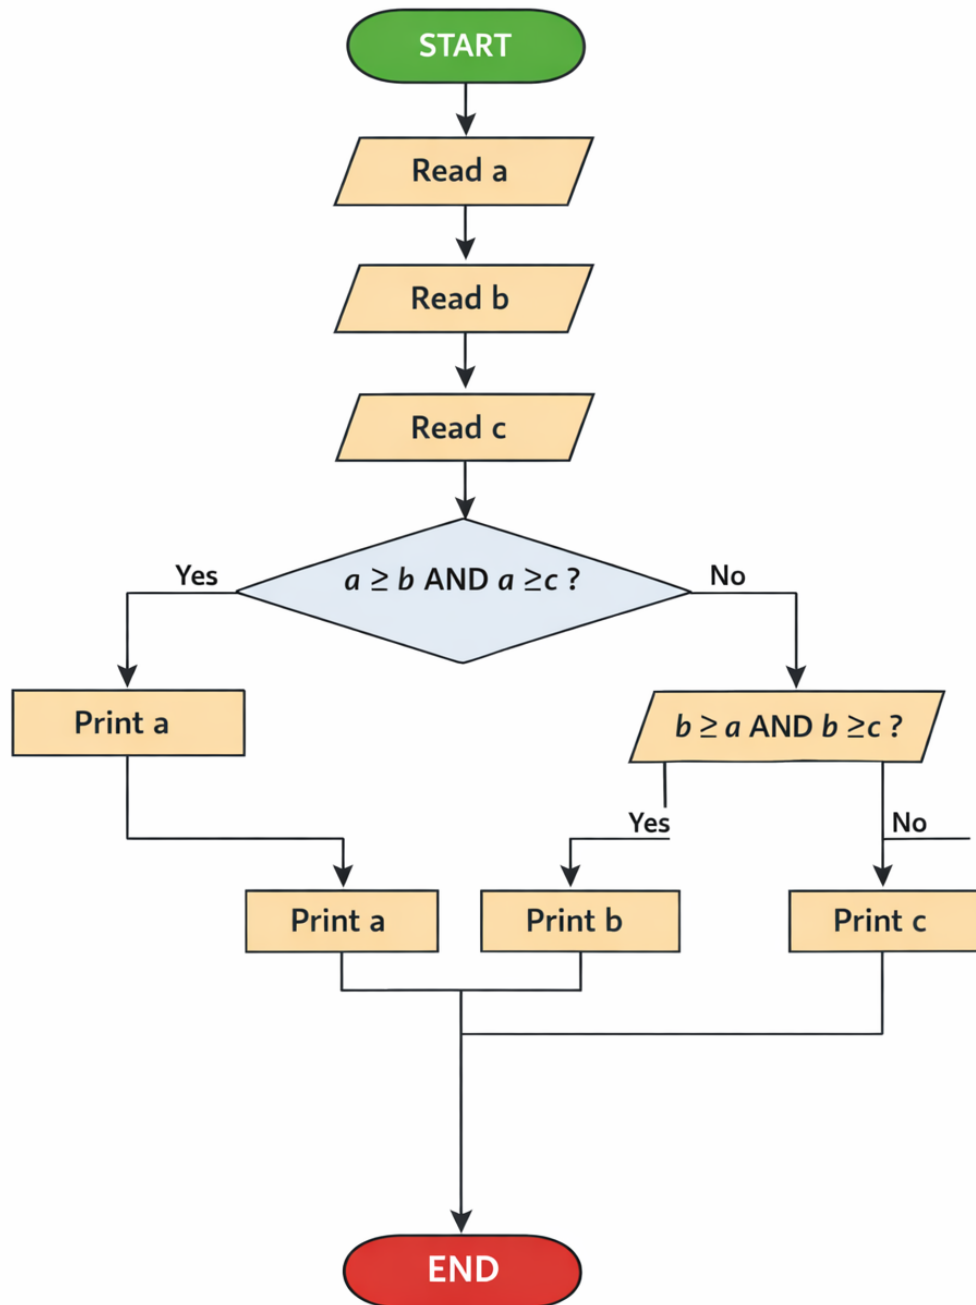 START
Read a
Read b
Read c
a ≥ b AND a ≥c ?
Yes
No
Print a
b ≥ a AND b ≥c ?
Yes
No
Print a
Print b
Print c
END